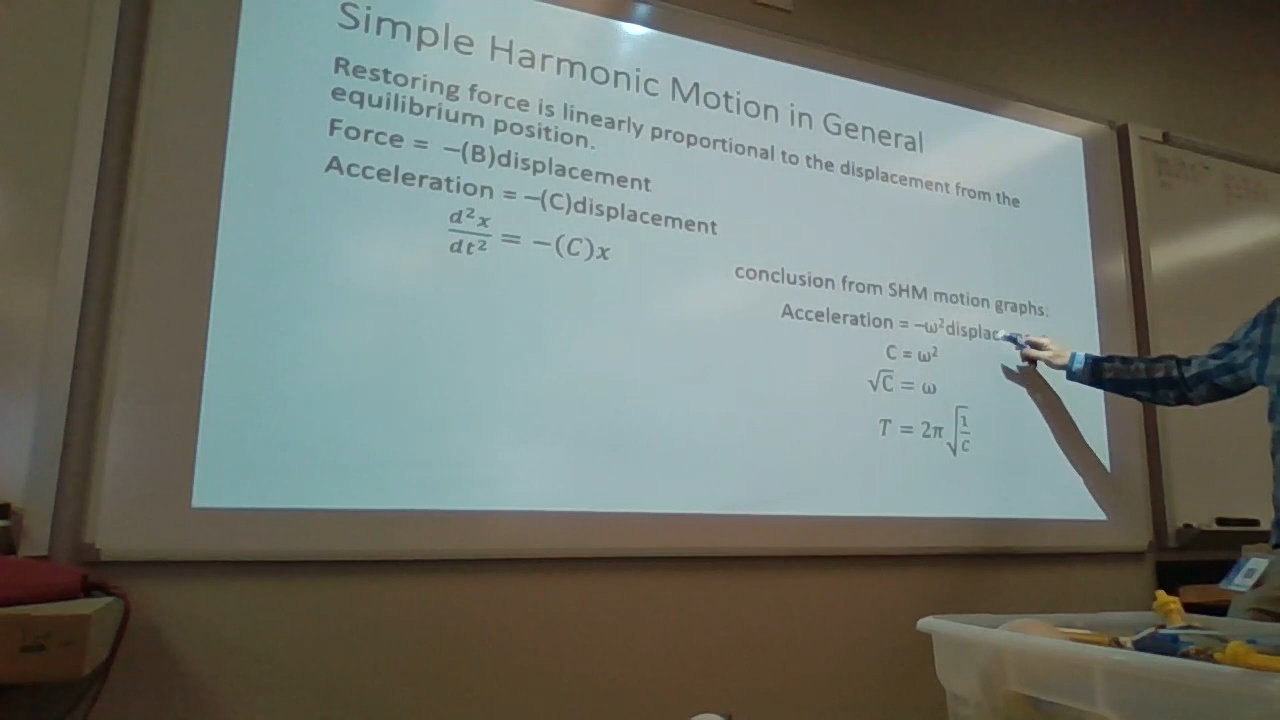 Simple Harmonic Motion in General
Restoring force is linearly proportional to the displacement from the
equilibrium position.
Force = −(B)displacement
Acceleration = −(C)displacement
d²x/dt² = −(C)x
conclusion from SHM motion graphs:
Acceleration = −ω²
C = ω²
√C = ω
T = 2π√(1/C)